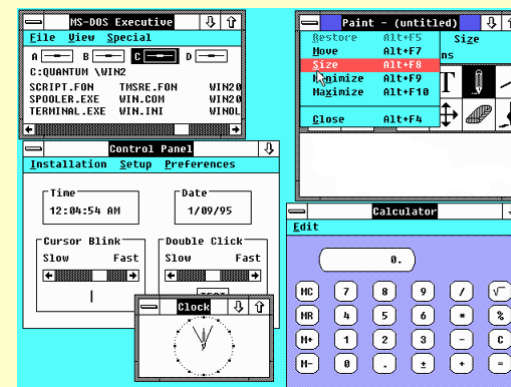 MS-DOS Executive
File View Special
A B C D
C:QUANTUM \WIN2
SCRIPT.FON TMSRE.FON WIN20
SPOOLER.EXE WIN.COM WIN20
TERMINAL.EXE WIN.INI WINOL
Paint - (untitled)
Restore Alt+F5
Move Alt+F7
Size Alt+F8
Minimize Alt+F9
Maximize Alt+F10
Close Alt+F4
Size
ns
T
Control Panel
Installation Setup Preferences
Time
12:04:54 AM
Date
1/09/95
Cursor Blink
Slow Fast
Double Click
Slow Fast
Clock
Calculator
Edit
0.
MC 7 8 9 / √
MR 4 5 6 * %
M+ 1 2 3 - C
M- 0 . ± + =